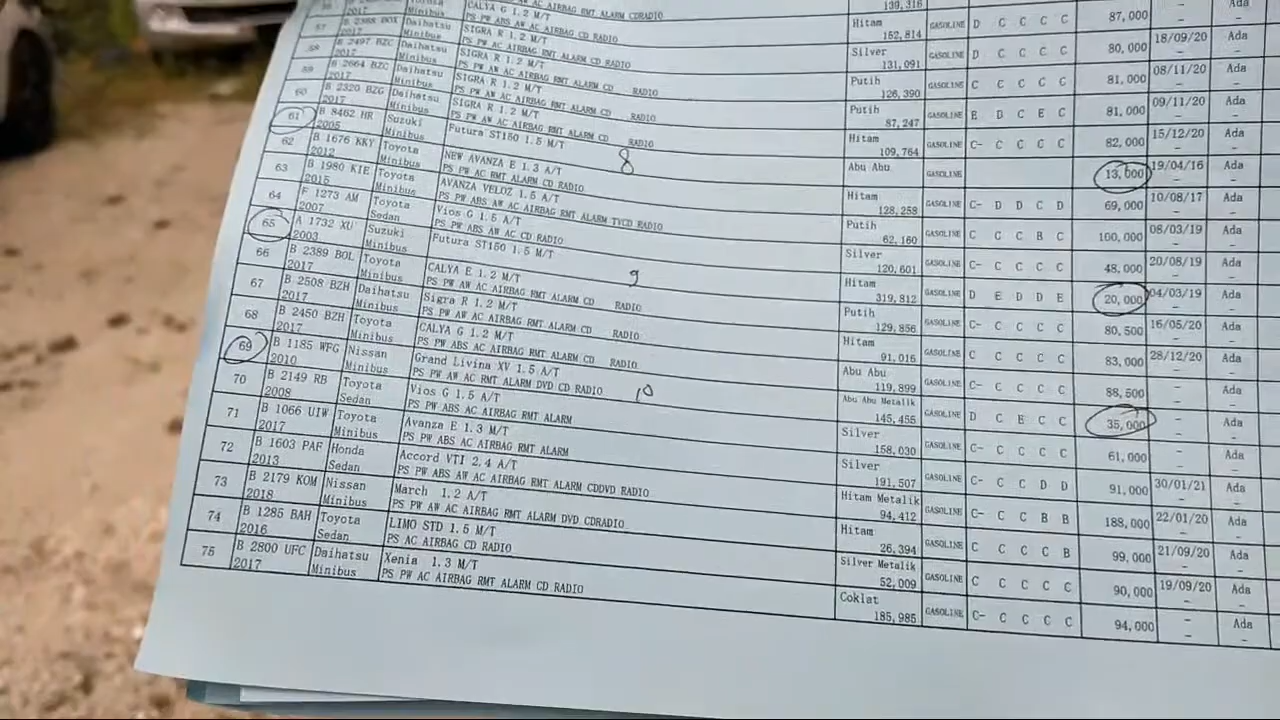 CALYA G 1.2 M/T 139,316
57 B 2388 BOX Daihatsu PS PW ABS AW AC AIRBAG RMT ALARM CDRADIO Hitam GASOLINE D C C C C 87,000 Ada
2017 Minibus SIGRA R 1.2 M/T 152,814
58 B 2497 BZC Daihatsu PS PW ABS AW AC AIRBAG RMT ALARM CD RADIO Silver GASOLINE D C C C C 80,000 18/09/20 Ada
2017 Minibus SIGRA R 1.2 M/T 131,091 –
59 B 2664 BZC Daihatsu PS PW AW AC AIRBAG RMT ALARM CD RADIO Putih GASOLINE C C C C C 81,000 08/11/20 Ada
2017 Minibus SIGRA R 1.2 M/T 126,390 –
60 B 2320 BZG Daihatsu PS PW AW AC AIRBAG RMT ALARM CD RADIO Putih GASOLINE E D C E C 81,000 09/11/20 Ada
2017 Minibus SIGRA R 1.2 M/T 87,247 –
61 B 8462 HR Suzuki PS PW AW AC AIRBAG RMT ALARM CD RADIO Hitam GASOLINE C- C C C C 82,000 15/12/20 Ada
2005 Minibus Futura ST150 1.5 M/T 8 109,764 –
62 B 1676 KKY Toyota NEW AVANZA E 1.3 A/T Abu Abu GASOLINE 13,000 19/04/16 Ada
2012 Minibus PS PW AC RMT ALARM CD RADIO –
63 B 1980 KIE Toyota AVANZA VELOZ 1.5 A/T Hitam GASOLINE C- D D C D 69,000 10/08/17 Ada
2015 Minibus PS PW ABS AW AC AIRBAG RMT ALARM TVCD RADIO 128,258 –
64 F 1273 AM Toyota Vios G 1.5 A/T Putih GASOLINE C C C B C 100,000 08/03/19 Ada
2007 Sedan PS PW ABS AW AC CD RADIO 62,160 –
65 A 1732 XU Suzuki Futura ST150 1.5 M/T Silver GASOLINE C- C C C C 48,000 20/08/19 Ada
2003 Minibus 9 120,601 –
66 B 2389 BOL Toyota CALYA E 1.2 M/T Hitam GASOLINE D E D D E 20,000 04/03/19 Ada
2017 Minibus PS PW ABS AW AC AIRBAG RMT ALARM CD RADIO 319,812 –
67 B 2508 BZH Daihatsu Sigra R 1.2 M/T Putih GASOLINE C- C C C C 80,500 16/05/20 Ada
2017 Minibus PS PW AW AC AIRBAG RMT ALARM CD RADIO 129,856 –
68 B 2450 BZH Toyota CALYA G 1.2 M/T Hitam GASOLINE C C C C C 83,000 28/12/20 Ada
2017 Minibus PS PW ABS AC AIRBAG RMT ALARM CD RADIO 91,016 –
69 B 1185 WFG Nissan Grand Livina XV 1.5 A/T Abu Abu GASOLINE C- C C C C 88,500 – Ada
2010 Minibus PS PW AW AC RMT ALARM DVD CD RADIO 10 119,899 –
70 B 2149 RB Toyota Vios G 1.5 A/T Abu Abu Metalik GASOLINE D C E C C 35,000 – Ada
2008 Sedan PS PW ABS AC AIRBAG RMT ALARM 145,455 –
71 B 1066 UIW Toyota Avanza E 1.3 M/T Silver GASOLINE C- C C C C 61,000 – Ada
2017 Minibus PS PW ABS AC AIRBAG RMT ALARM 158,030 –
72 B 1603 PAF Honda Accord VTI 2.4 A/T Silver GASOLINE C- C C D D 91,000 30/01/21 Ada
2013 Sedan PS PW ABS AW AC AIRBAG RMT ALARM CDDVD RADIO 191,507 –
73 B 2179 KOM Nissan March 1.2 A/T Hitam Metalik GASOLINE C- C C B B 188,000 22/01/20 Ada
2018 Minibus PS PW AW AC AIRBAG RMT ALARM DVD CDRADIO 94,412 –
74 B 1285 BAH Toyota LIMO STD 1.5 M/T Hitam GASOLINE C C C C B 99,000 21/09/20 Ada
2016 Sedan PS AC AIRBAG CD RADIO 26,394 –
75 B 2800 UFC Daihatsu Xenia 1.3 M/T Silver Metalik GASOLINE C C C C C 90,000 19/09/20 Ada
2017 Minibus PS PW AC AIRBAG RMT ALARM CD RADIO 52,009 –
Coklat GASOLINE C- C C C C 94,000 – Ada
185,985 –